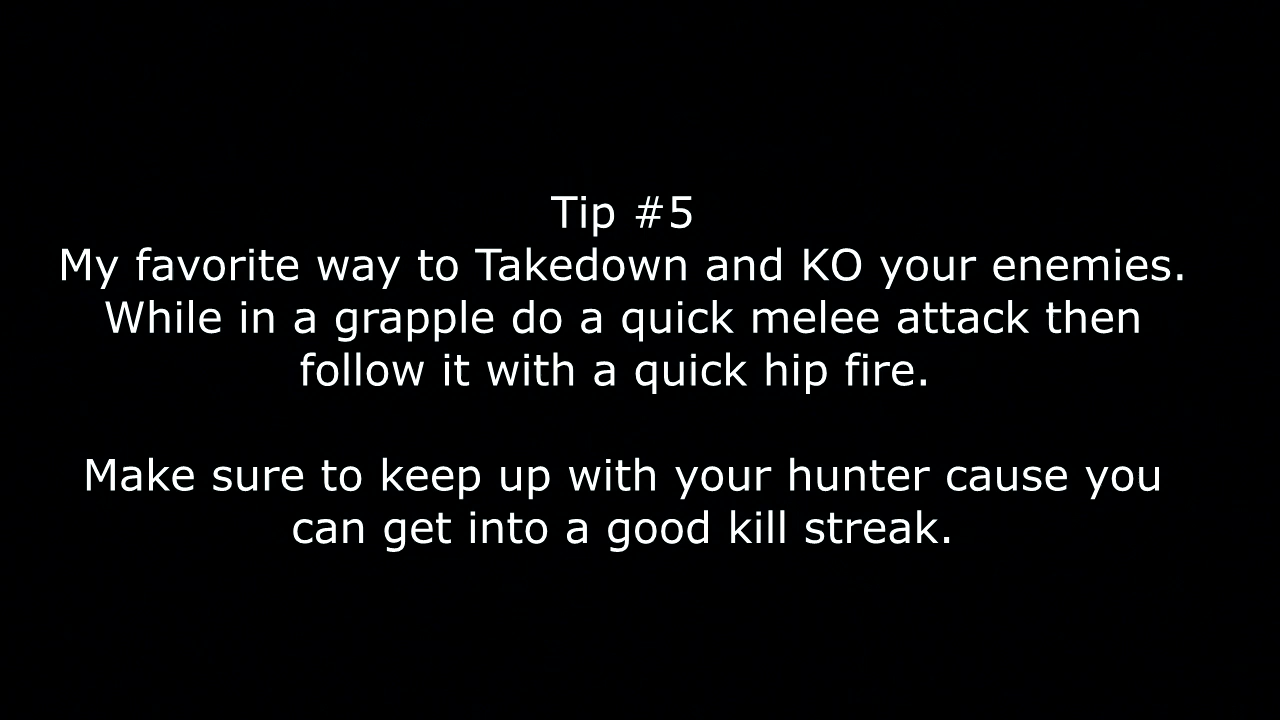 Tip #5
My favorite way to Takedown and KO your enemies.
While in a grapple do a quick melee attack then
follow it with a quick hip fire.
Make sure to keep up with your hunter cause you
can get into a good kill streak.